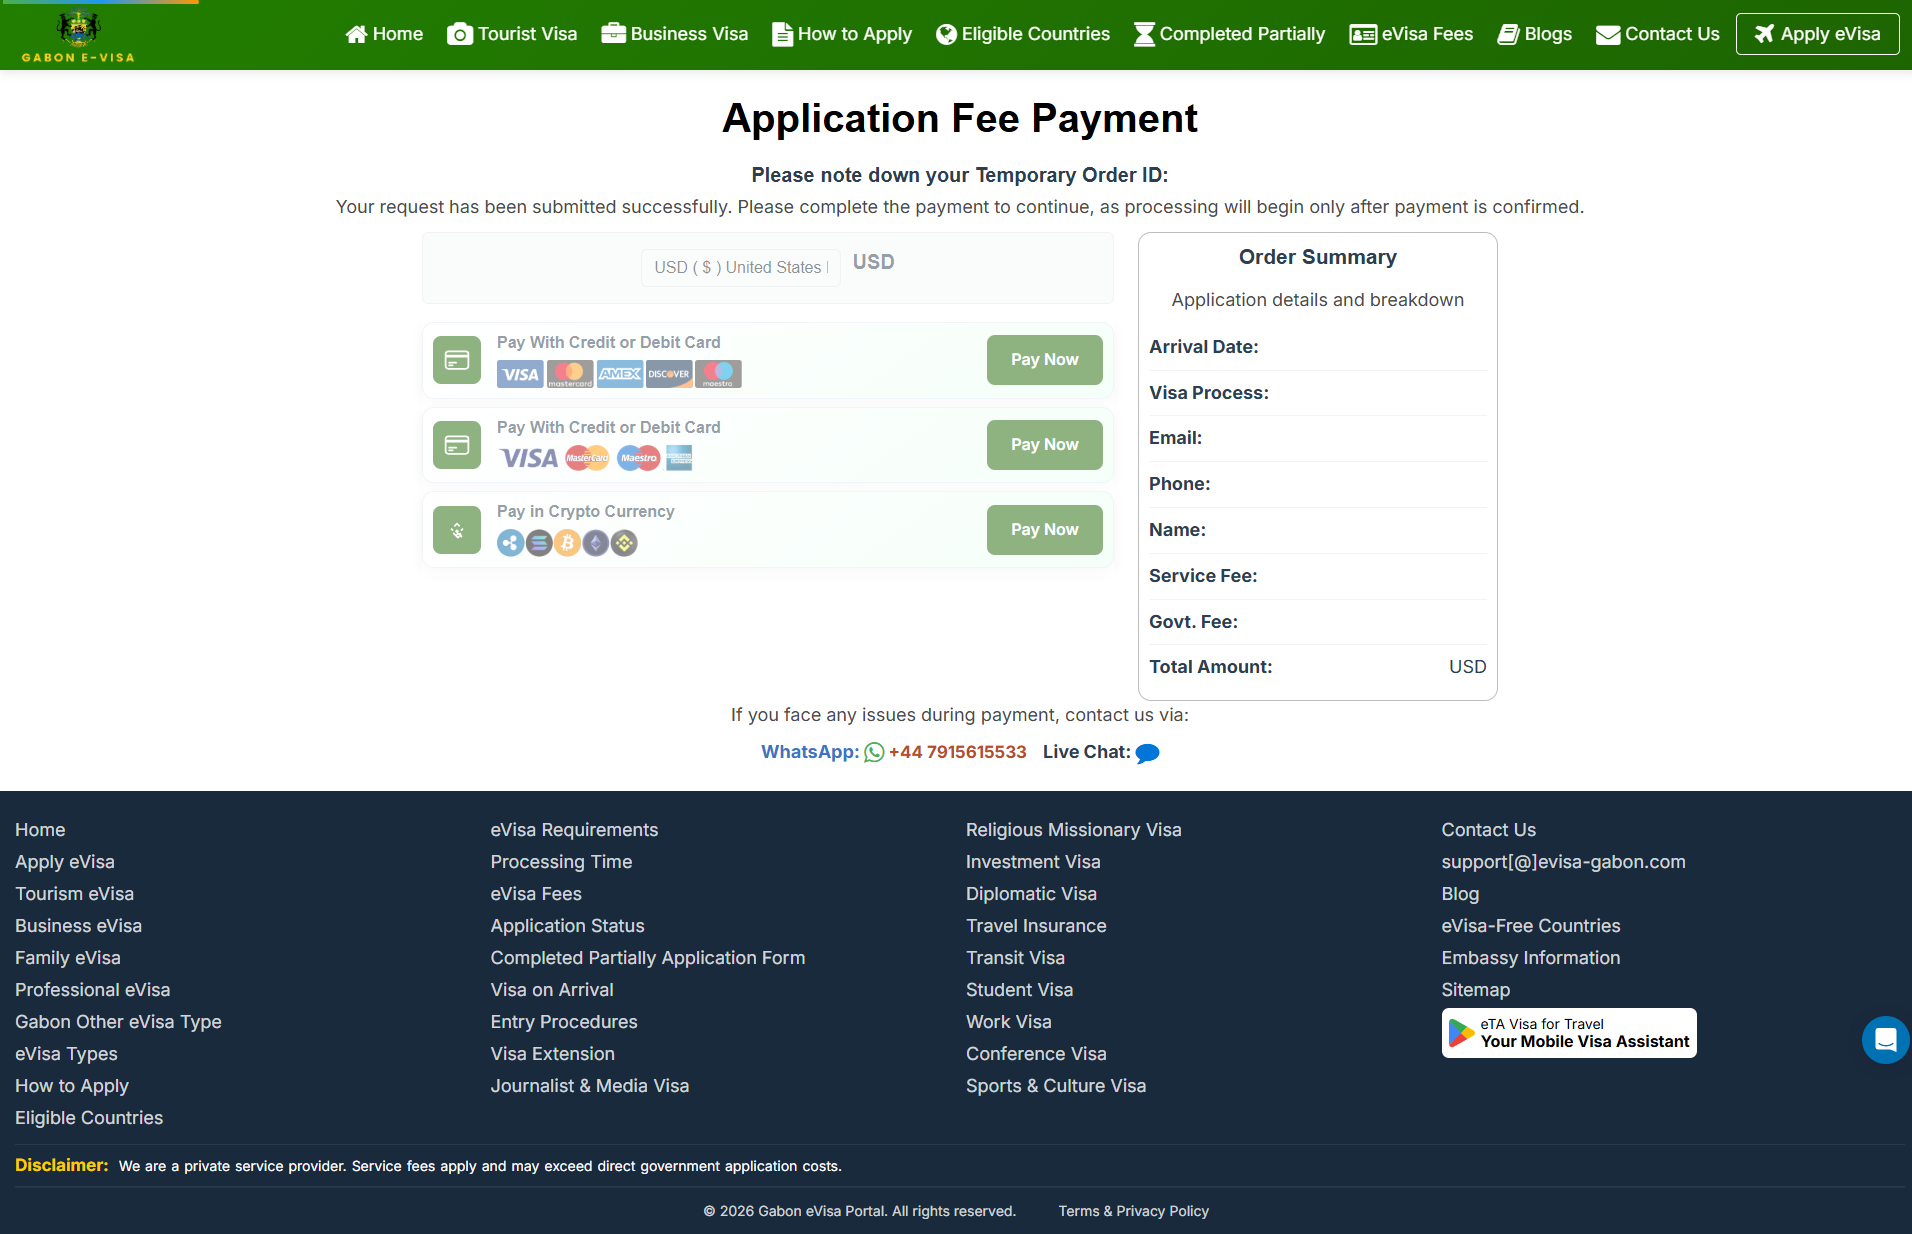 GABON E-VISA
Home
Tourist Visa
Business Visa
How to Apply
Eligible Countries
Completed Partially
eVisa Fees
Blogs
Contact Us
Apply eVisa
Application Fee Payment
Please note down your Temporary Order ID:
Your request has been submitted successfully. Please complete the payment to continue, as processing will begin only after payment is confirmed.
USD ( $ ) United States
USD
Pay With Credit or Debit Card
VISA mastercard AMEX DISCOVER maestro
Pay Now
Pay With Credit or Debit Card
VISA MasterCard Maestro
Pay Now
Pay in Crypto Currency
Pay Now
Order Summary
Application details and breakdown
Arrival Date:
Visa Process:
Email:
Phone:
Name:
Service Fee:
Govt. Fee:
Total Amount: USD
If you face any issues during payment, contact us via:
WhatsApp: +44 7915615533 Live Chat:
Home
Apply eVisa
Tourism eVisa
Business eVisa
Family eVisa
Professional eVisa
Gabon Other eVisa Type
eVisa Types
How to Apply
Eligible Countries
eVisa Requirements
Processing Time
eVisa Fees
Application Status
Completed Partially Application Form
Visa on Arrival
Entry Procedures
Visa Extension
Journalist & Media Visa
Religious Missionary Visa
Investment Visa
Diplomatic Visa
Travel Insurance
Transit Visa
Student Visa
Work Visa
Conference Visa
Sports & Culture Visa
Contact Us
support[@]evisa-gabon.com
Blog
eVisa-Free Countries
Embassy Information
Sitemap
eTA Visa for Travel
Your Mobile Visa Assistant
Disclaimer: We are a private service provider. Service fees apply and may exceed direct government application costs.
© 2026 Gabon eVisa Portal. All rights reserved. Terms & Privacy Policy